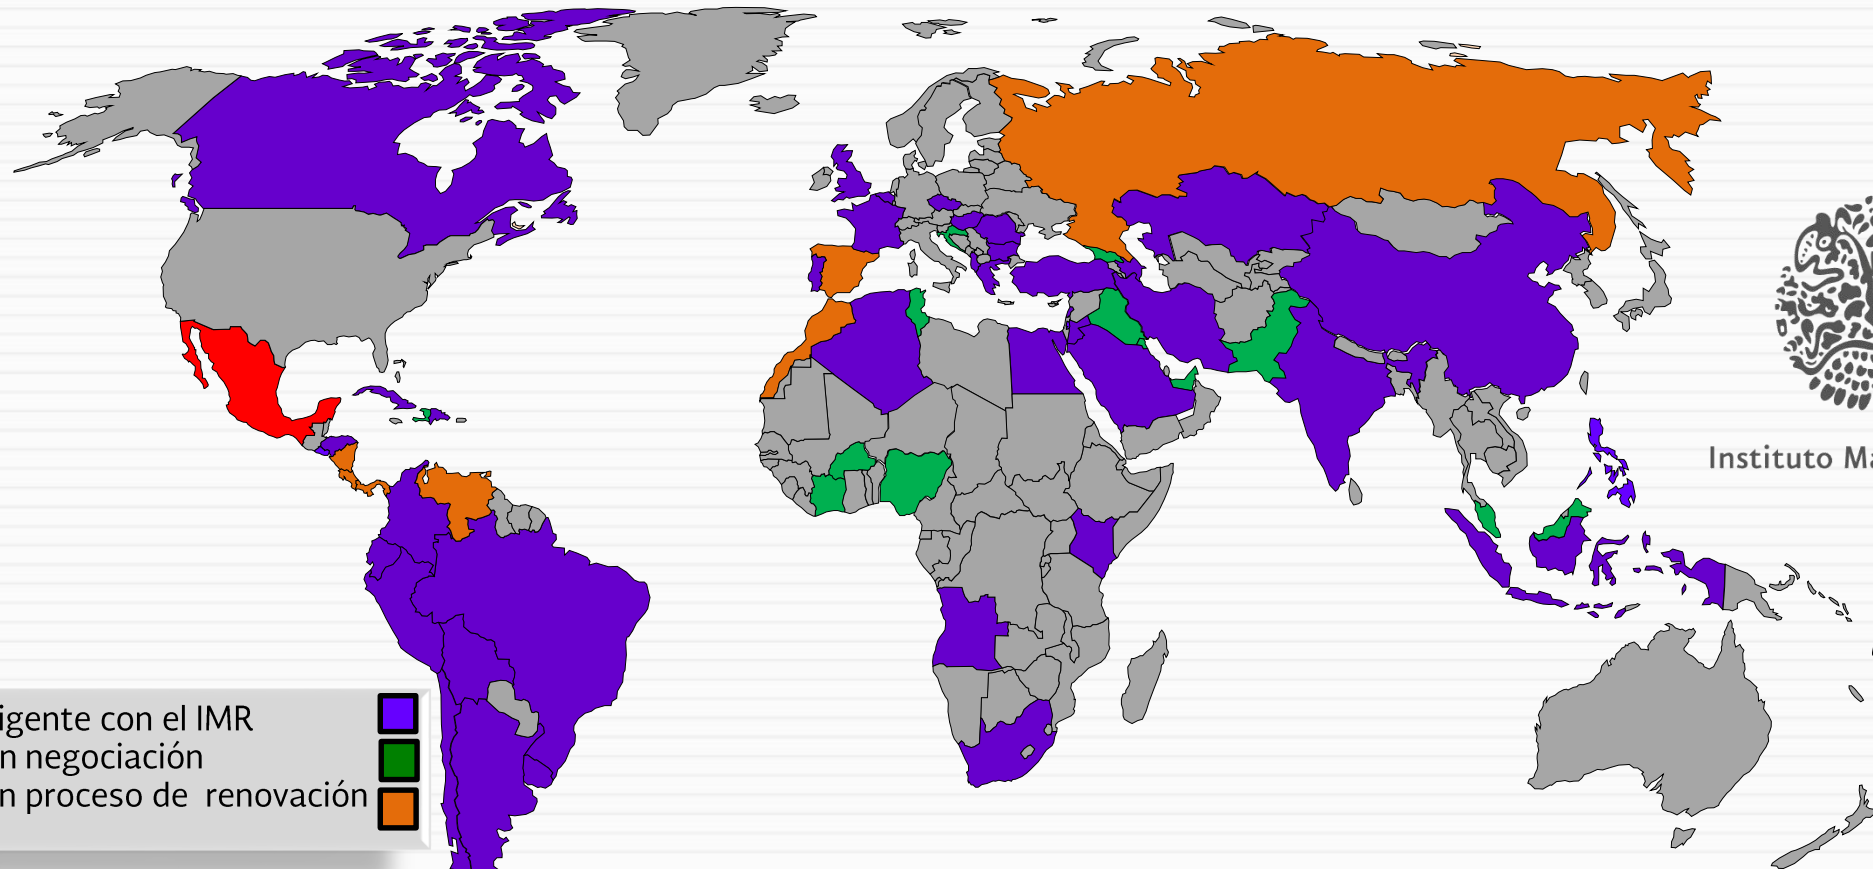 Instituto Ma
igente con el IMR
n negociación
n proceso de renovación